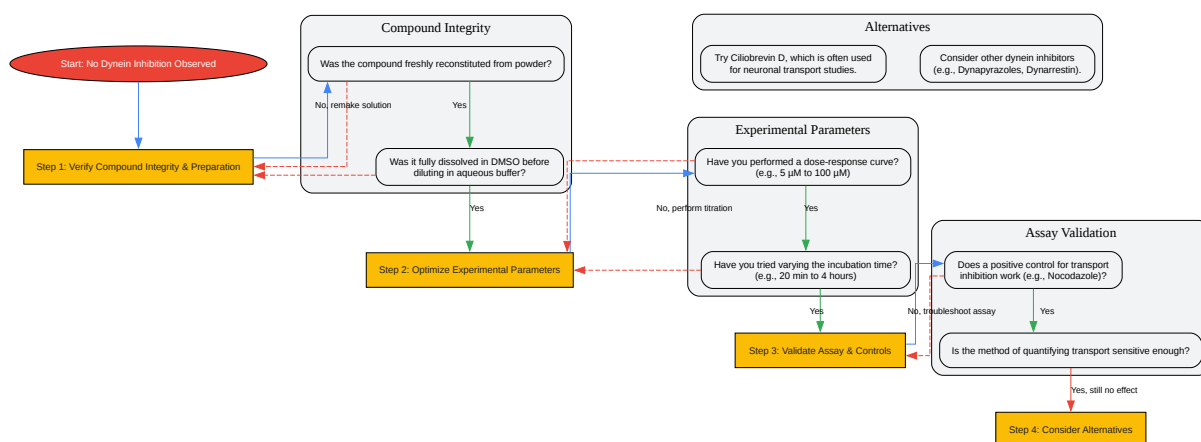 Compound Integrity
Alternatives
Start: No Dynein Inhibition Observed
Was the compound freshly reconstituted from powder?
Try Ciliobrevin D, which is often used
for neuronal transport studies.
Consider other dynein inhibitors
(e.g., Dynapyrazoles, Dynarrestin).
No, remake solution
Yes
Experimental Parameters
Step 1: Verify Compound Integrity & Preparation
Was it fully dissolved in DMSO before
diluting in aqueous buffer?
Have you performed a dose-response curve?
(e.g., 5 µM to 100 µM)
Yes
No, perform titration
Yes
Assay Validation
Step 2: Optimize Experimental Parameters
Have you tried varying the incubation time?
(e.g., 20 min to 4 hours)
Does a positive control for transport
inhibition work (e.g., Nocodazole)?
Yes
No, troubleshoot assay
Yes
Step 3: Validate Assay & Controls
Is the method of quantifying transport sensitive enough?
Yes, still no effect
Step 4: Consider Alternatives